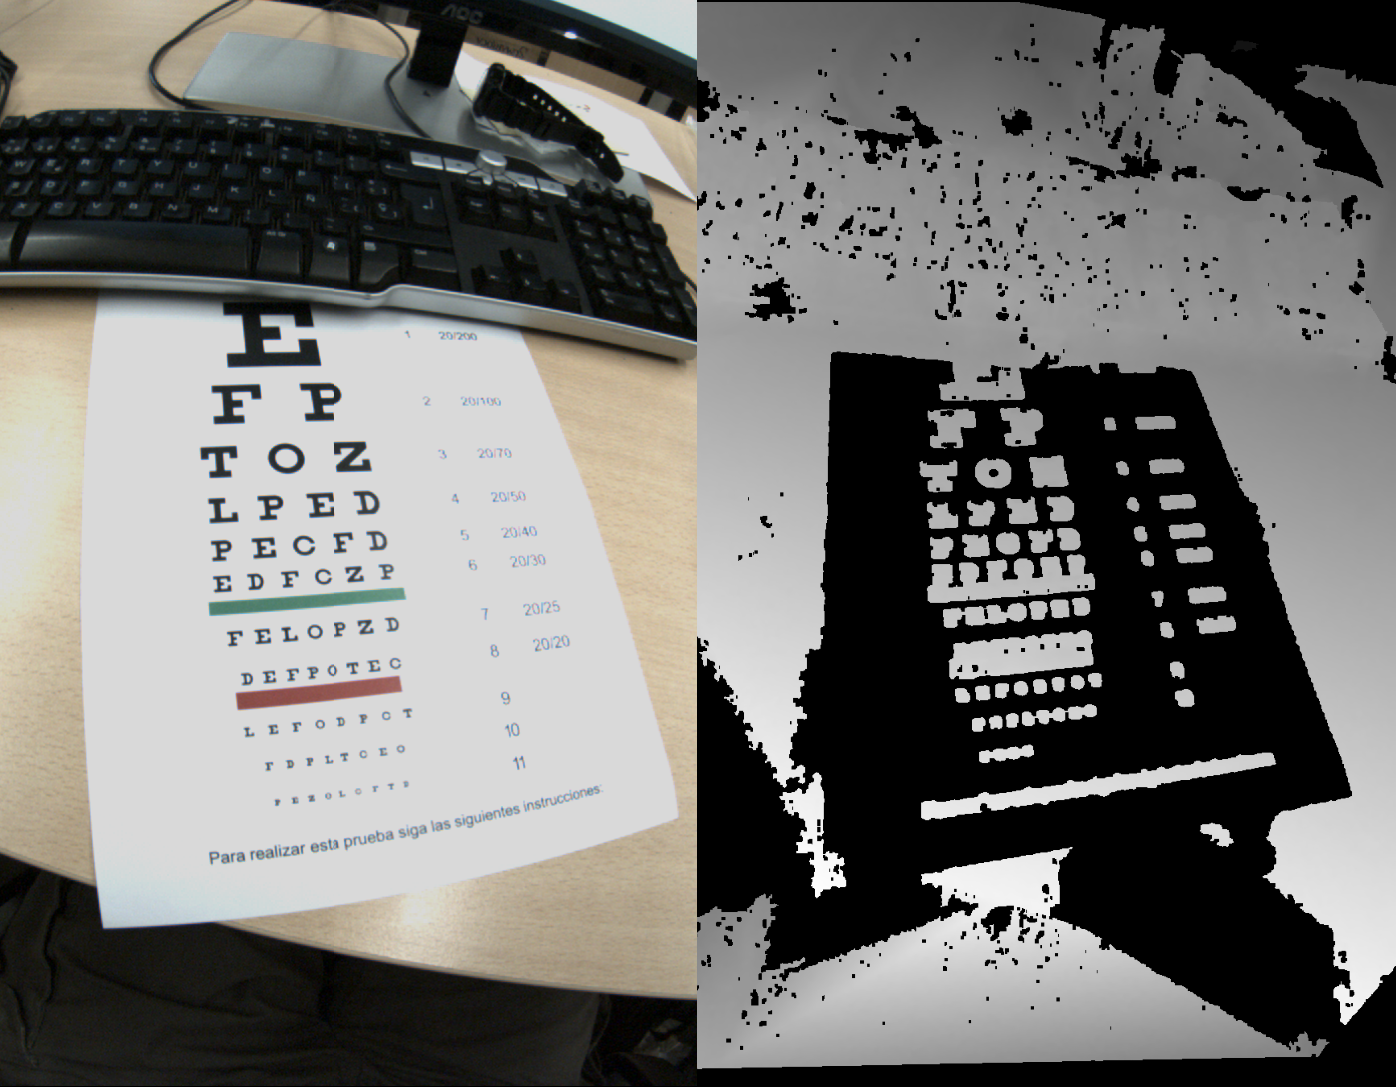 AOC
E 1 20/200
F P 2 20/100
T O Z 3 20/70
L P E D 4 20/50
P E C F D 5 20/40
E D F C Z P 6 20/30
F E L O P Z D 7 20/25
D E F P O T E C 8 20/20
L E F O D P C T 9
F D P L T C E O 10
P E Z O L C F T D 11
Para realizar esta prueba siga las siguientes instrucciones: